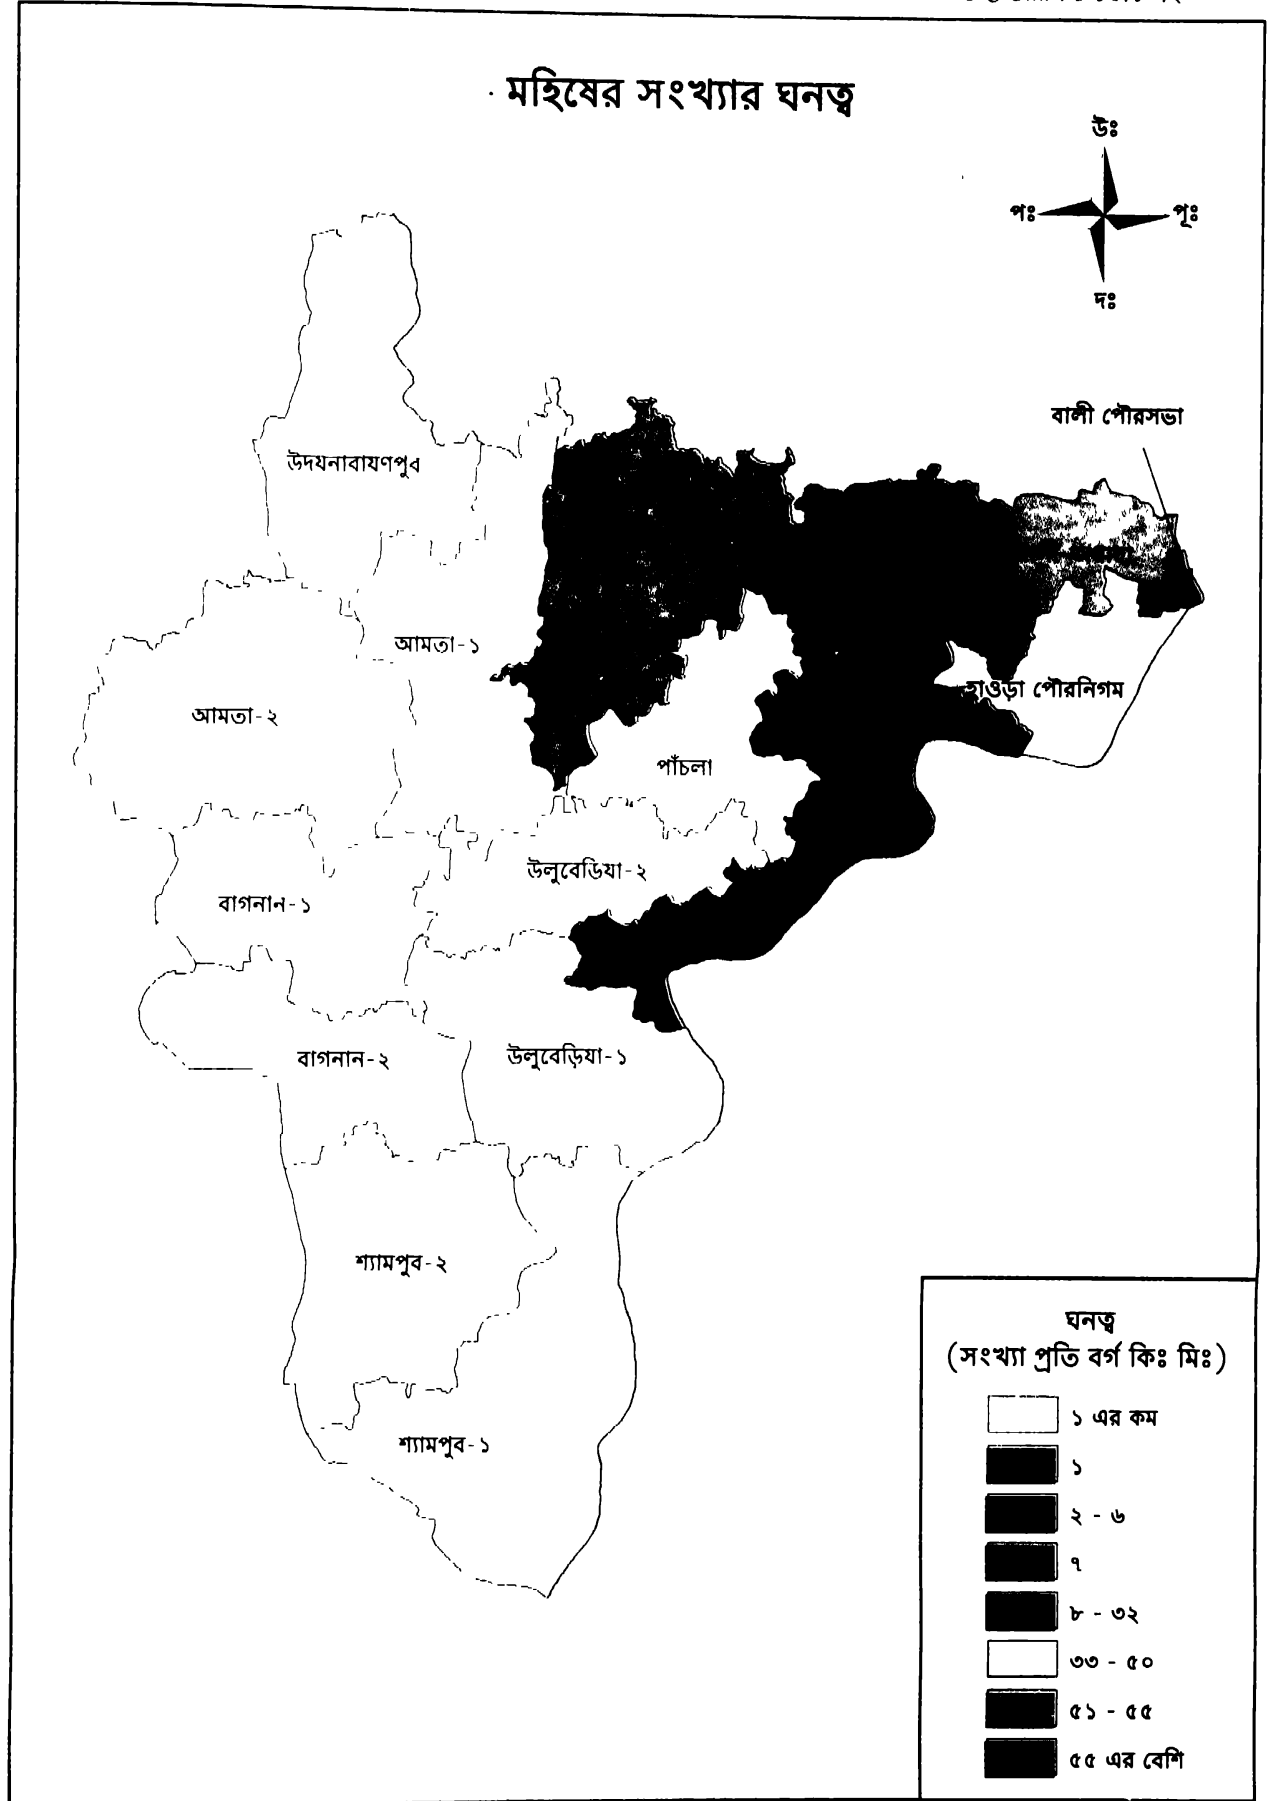 মহিষের সংখ্যার ঘনত্ব
উঃ
পঃ
পূঃ
দঃ
বালী পৌরসভা
উদযনাবাযণপুব
আমতা-১
হাওড়া পৌরনিগম
আমতা-২
পাঁচলা
উলুবেডিযা-২
বাগনান-১
বাগনান-২
উলুবেড়িযা-১
শ্যামপুব-২
শ্যামপুব-১
ঘনত্ব
(সংখ্যা প্রতি বর্গ কিঃ মিঃ)
১ এর কম
১
২ - ৬
৭
৮ - ৩২
৩৩ - ৫০
৫১ - ৫৫
৫৫ এর বেশি